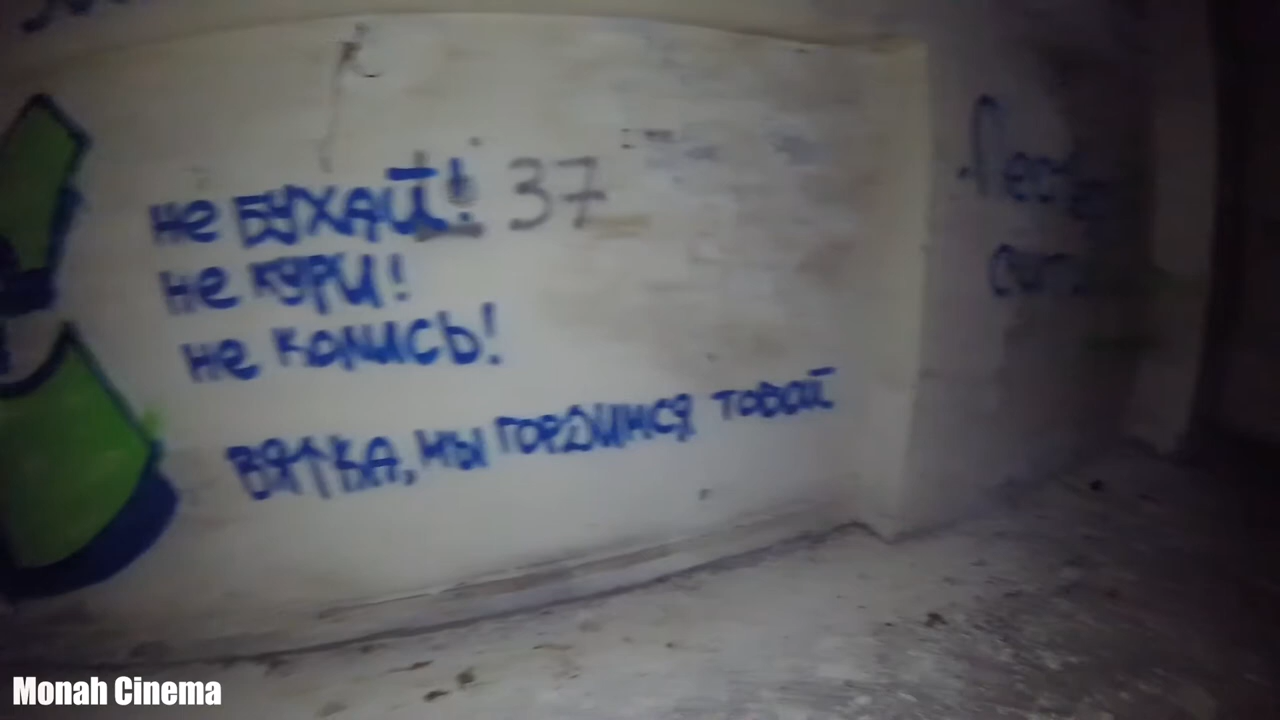 не БУХАЙ! 37
не КУРИ!
не колись!
ВЯТКА, мы ГОРДИМСЯ ТОБОЙ
Monah Cinema